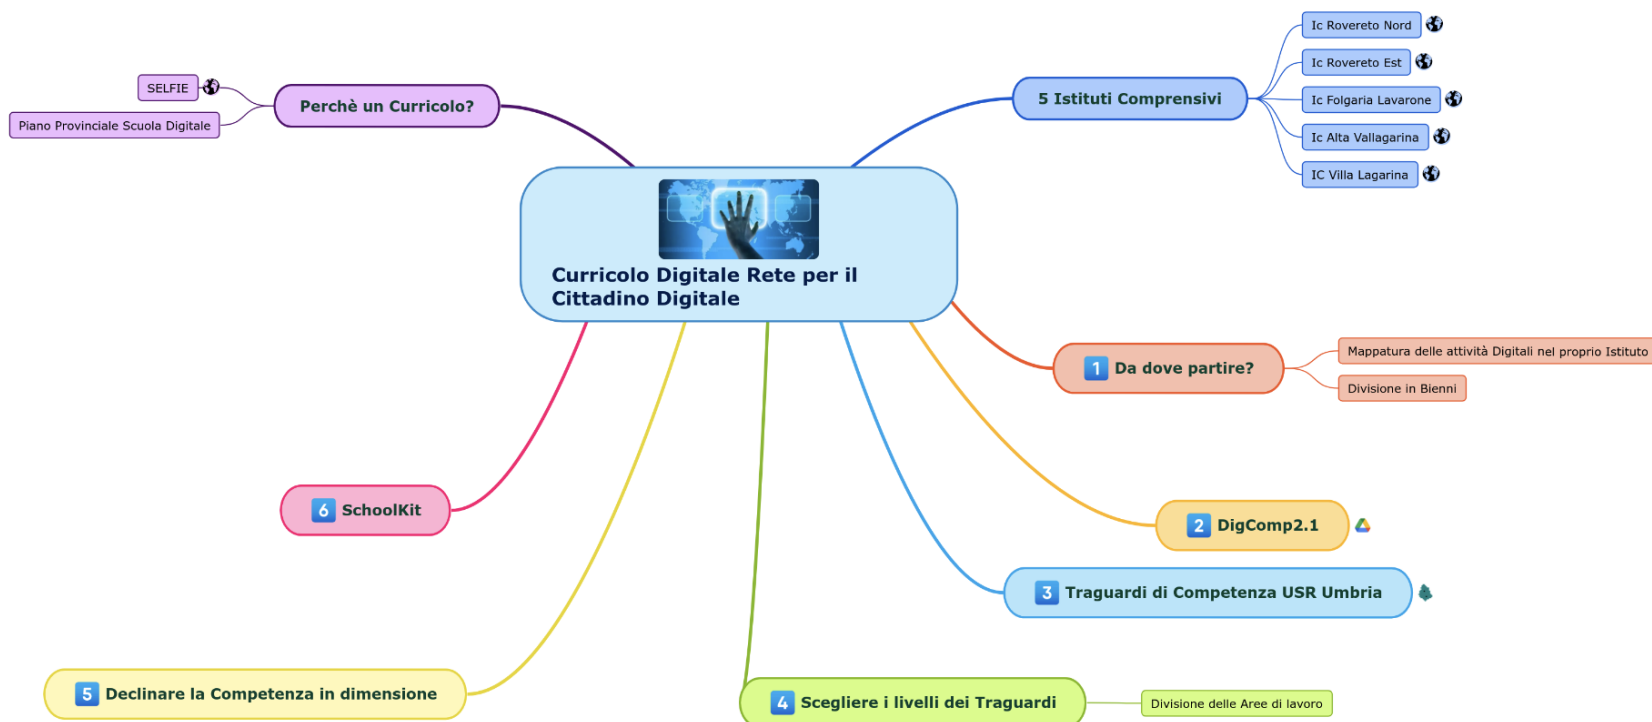 Perchè un Curricolo?
SELFIE
Piano Provinciale Scuola Digitale
5 Istituti Comprensivi
Ic Rovereto Nord
Ic Rovereto Est
Ic Folgaria Lavarone
Ic Alta Vallagarina
IC Villa Lagarina
Curricolo Digitale Rete per il
Cittadino Digitale
1 Da dove partire?
Mappatura delle attività Digitali nel proprio Istituto
Divisione in Bienni
2 DigComp2.1
3 Traguardi di Competenza USR Umbria
4 Scegliere i livelli dei Traguardi
Divisione delle Aree di lavoro
5 Declinare la Competenza in dimensione
6 SchoolKit